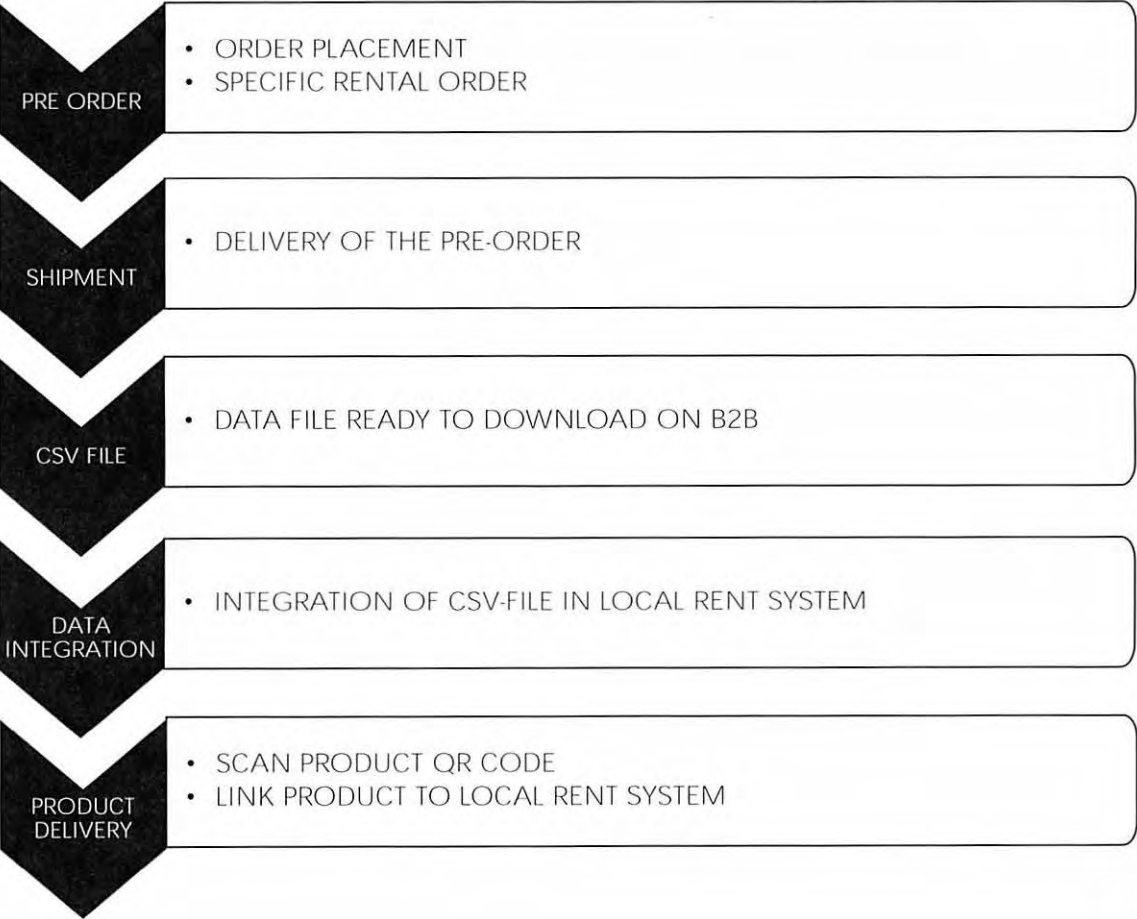 PRE ORDER
• ORDER PLACEMENT
• SPECIFIC RENTAL ORDER
SHIPMENT
• DELIVERY OF THE PRE-ORDER
CSV FILE
• DATA FILE READY TO DOWNLOAD ON B2B
DATA
INTEGRATION
• INTEGRATION OF CSV-FILE IN LOCAL RENT SYSTEM
PRODUCT
DELIVERY
• SCAN PRODUCT QR CODE
• LINK PRODUCT TO LOCAL RENT SYSTEM